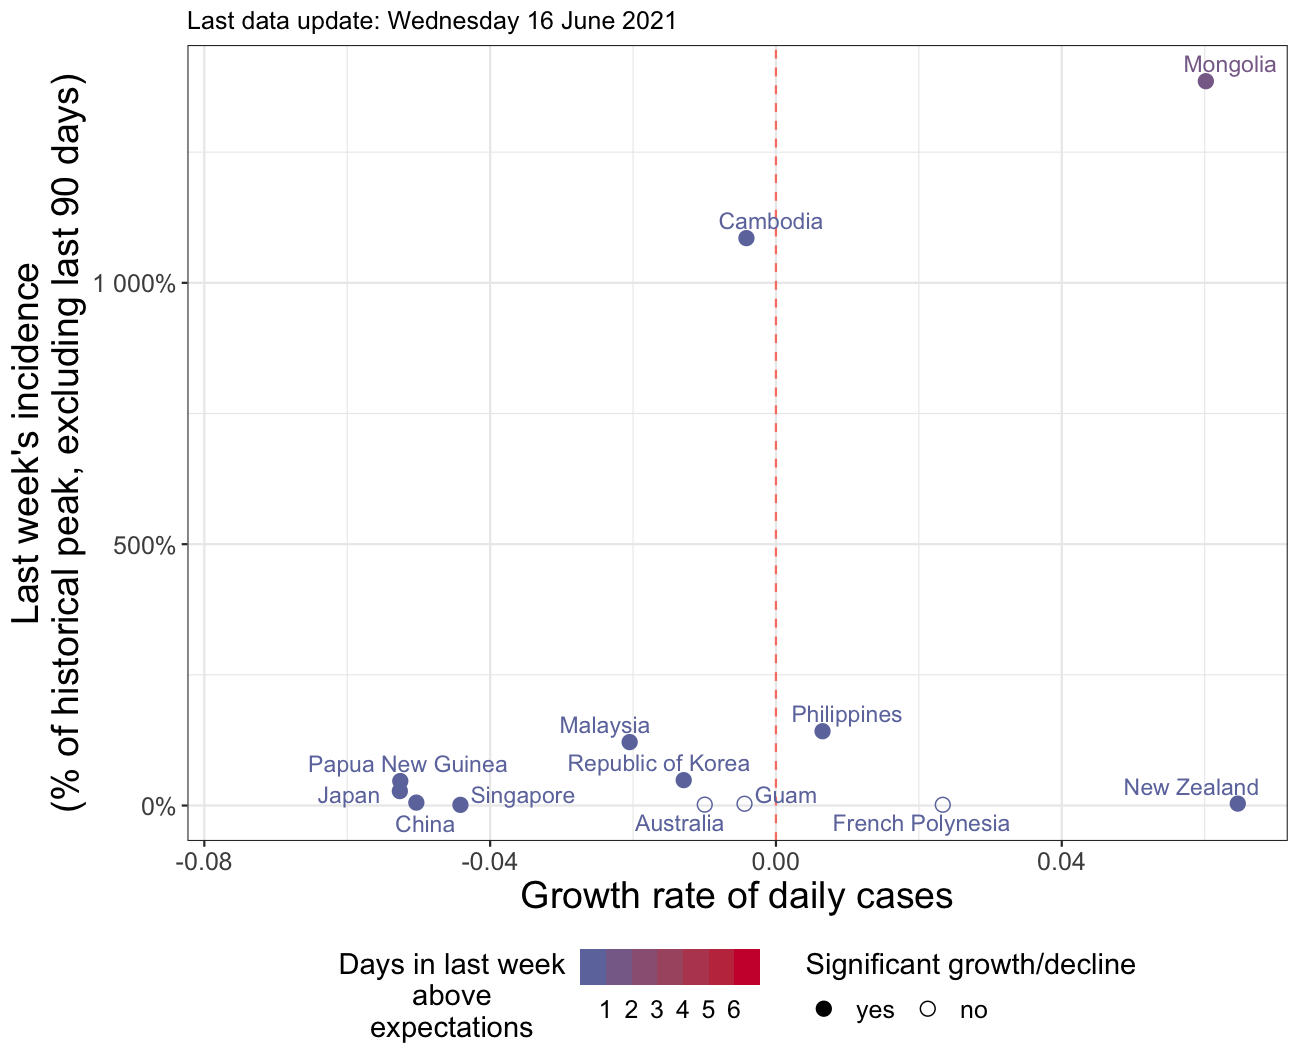 Last data update: Wednesday 16 June 2021
Last week's incidence
(% of historical peak, excluding last 90 days)
Mongolia
Cambodia
1 000%
500%
Philippines
Malaysia
Republic of Korea
Papua New Guinea
New Zealand
Japan
Singapore
Guam
0%
China
Australia
French Polynesia
-0.08
-0.04
0.00
0.04
Growth rate of daily cases
Days in last week
above
expectations
1 2 3 4 5 6
Significant growth/decline
yes
no